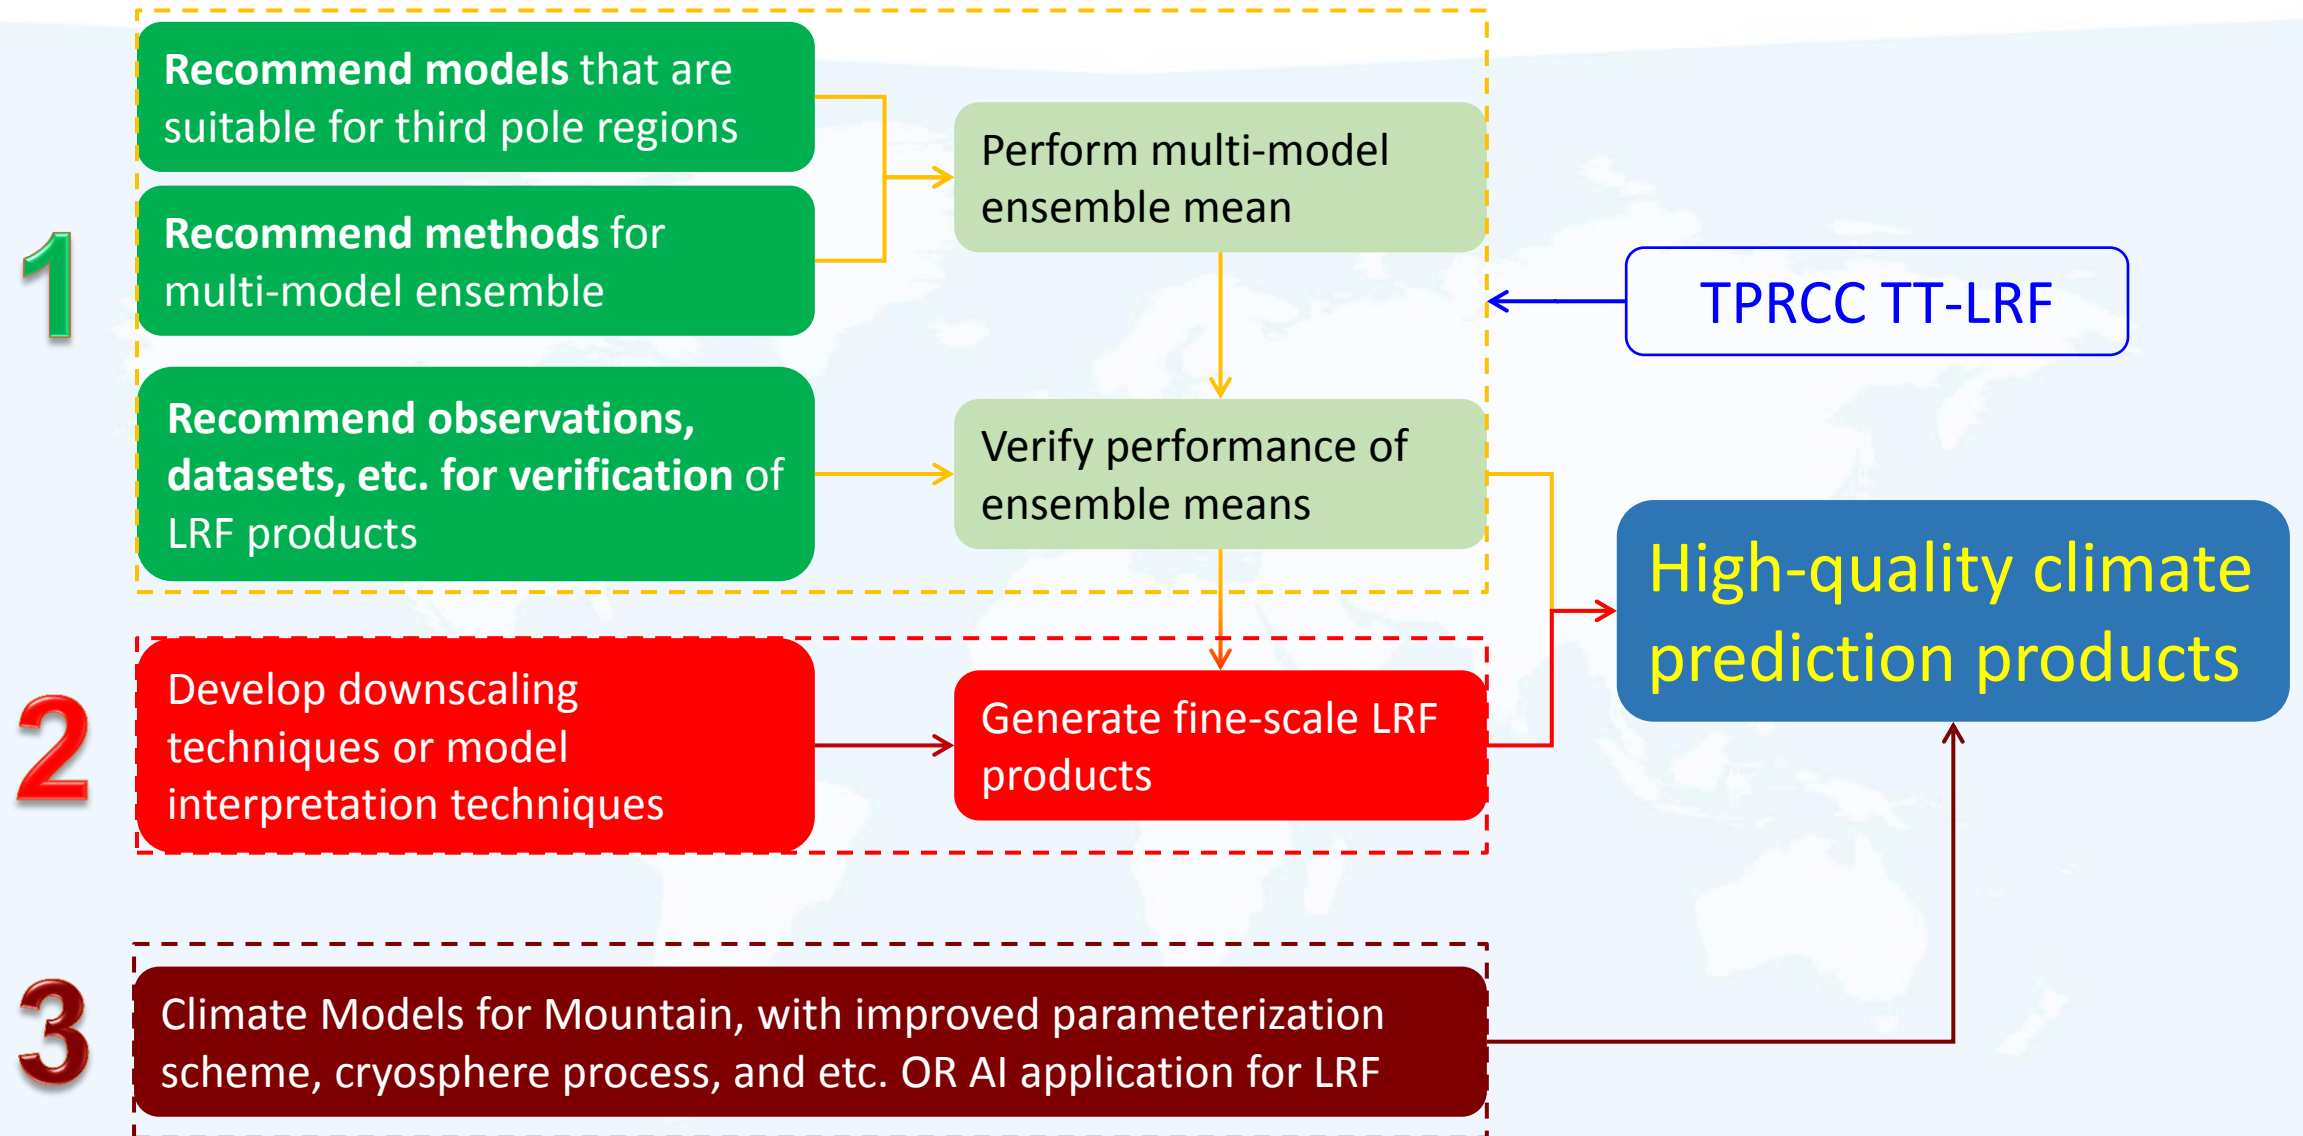 1
Recommend models that are
suitable for third pole regions
Recommend methods for
multi-model ensemble
Recommend observations,
datasets, etc. for verification of
LRF products
Perform multi-model
ensemble mean
Verify performance of
ensemble means
TPRCC TT-LRF
2
Develop downscaling
techniques or model
interpretation techniques
Generate fine-scale LRF
products
High-quality climate
prediction products
3
Climate Models for Mountain, with improved parameterization
scheme, cryosphere process, and etc. OR AI application for LRF